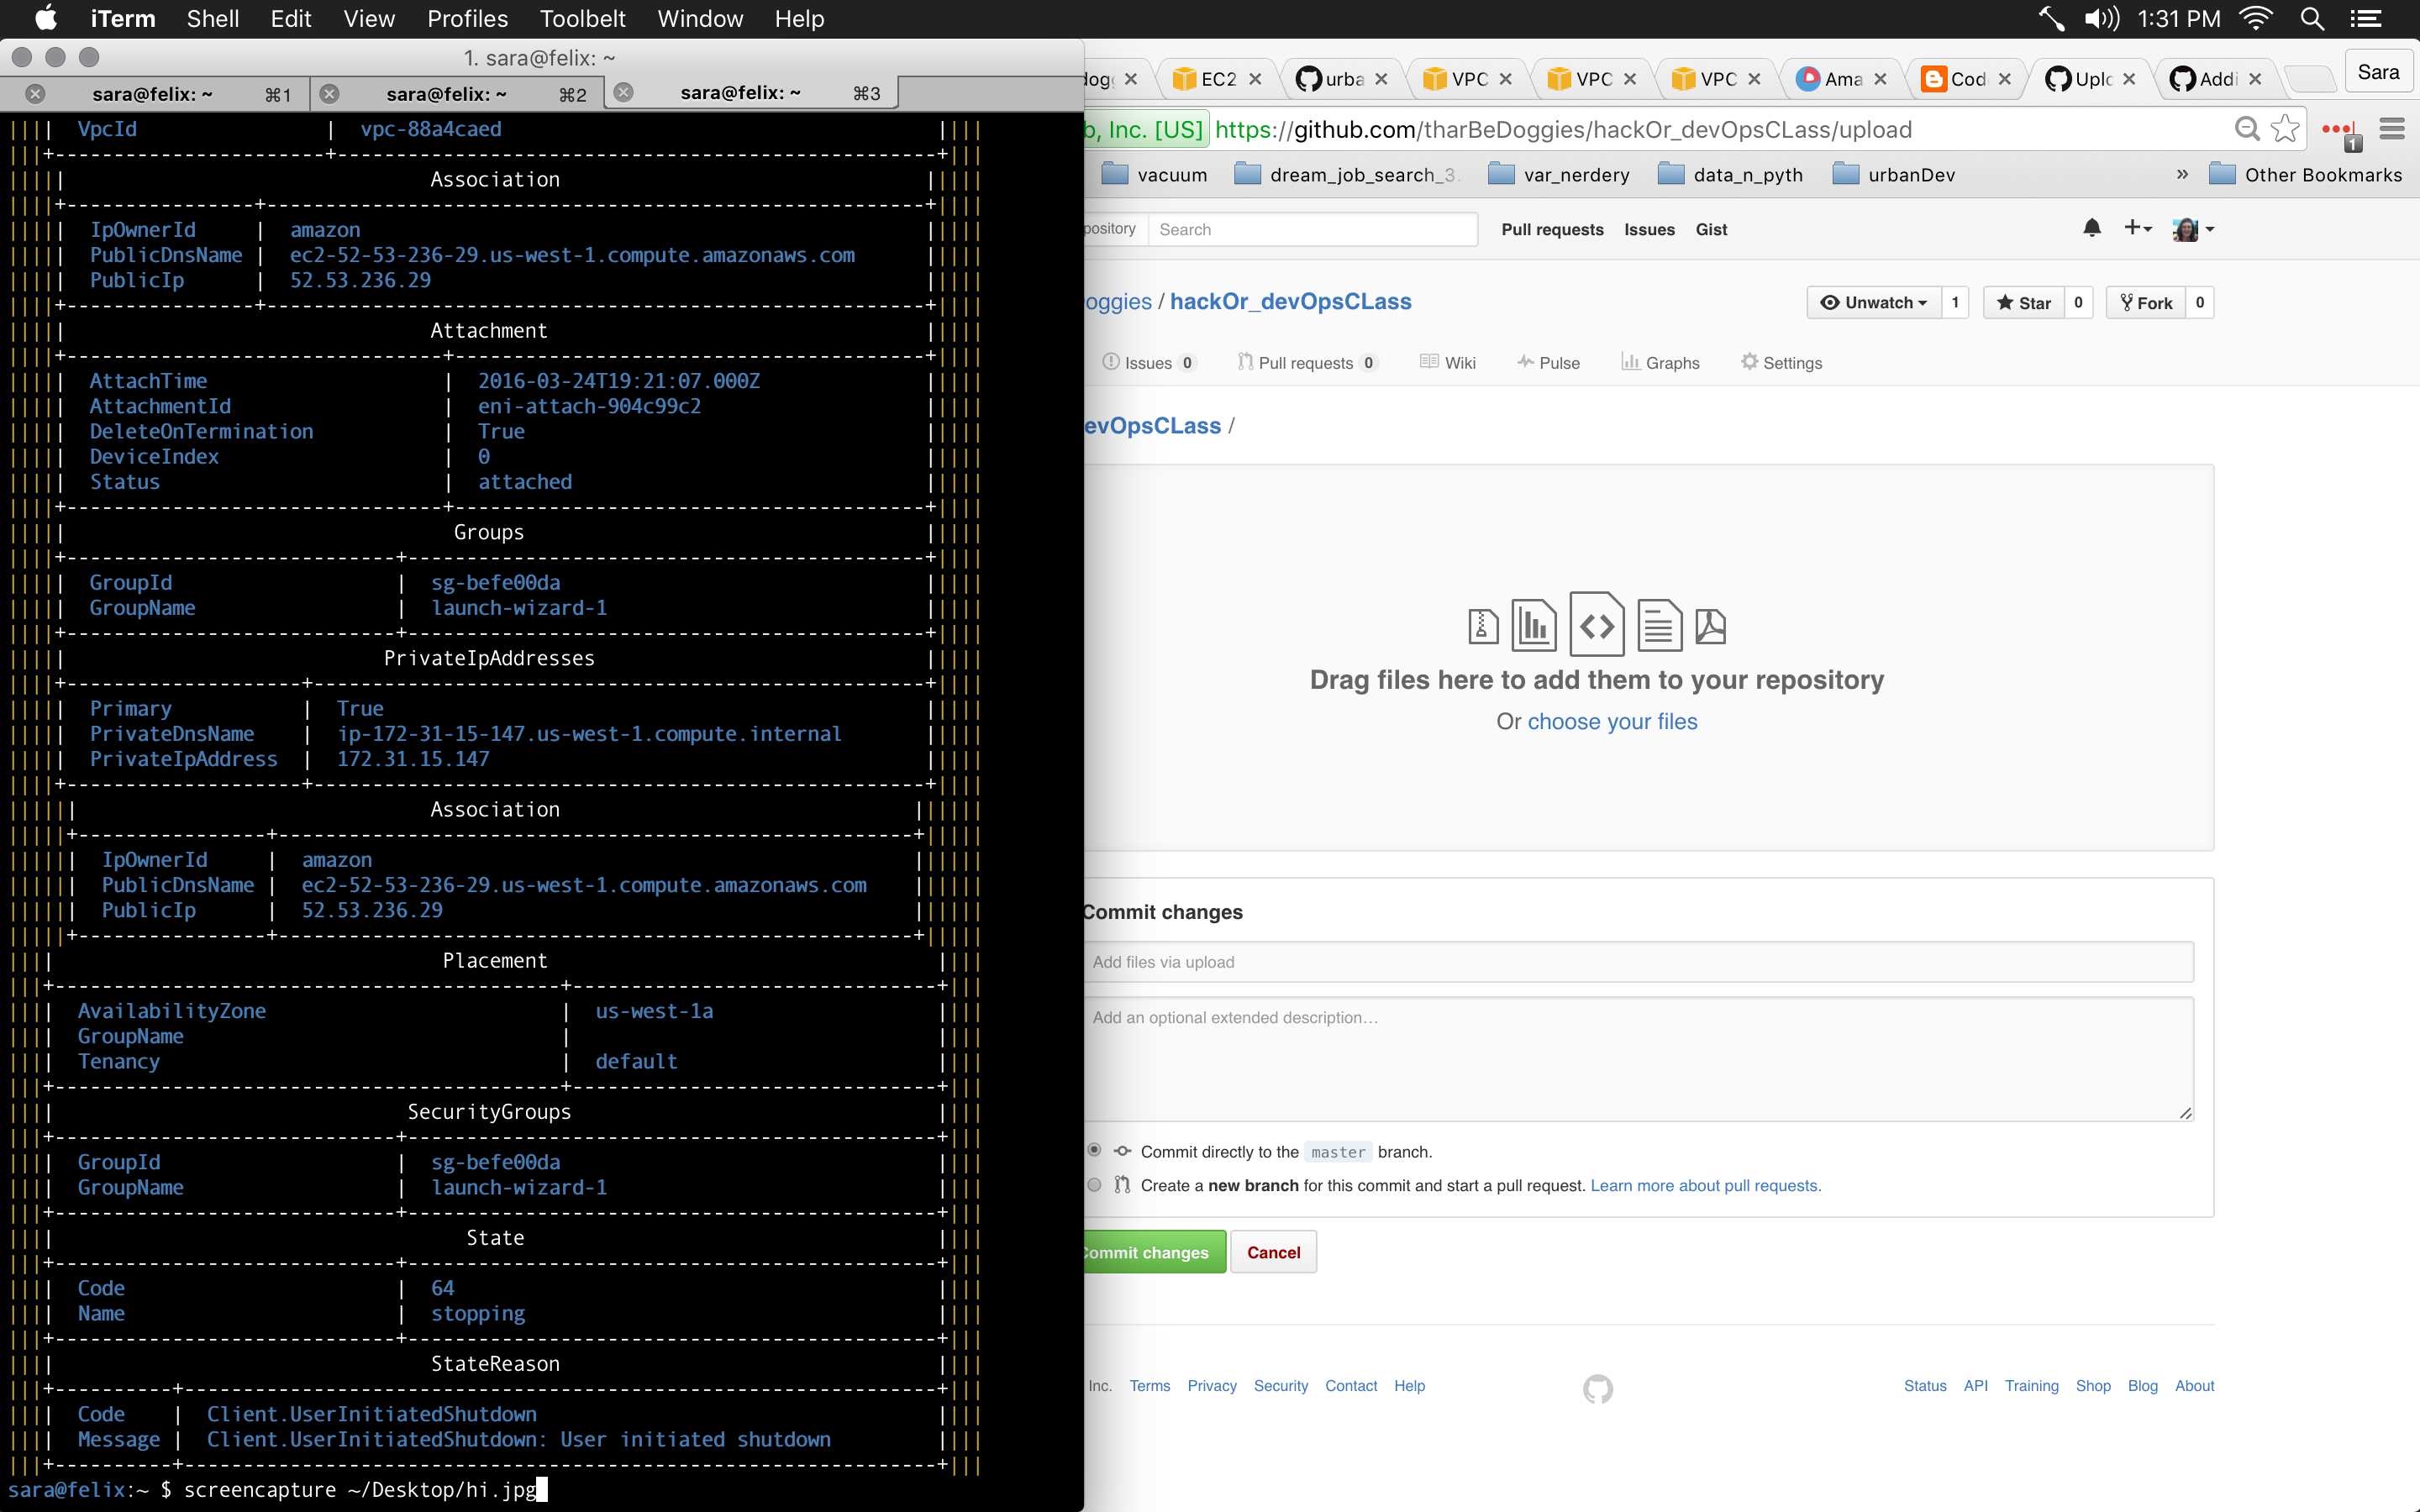 iTerm Shell Edit View Profiles Toolbelt Window Help 1:31 PM
1. sara@felix: ~
sara@felix: ~ ⌘1 sara@felix: ~ ⌘2 sara@felix: ~ ⌘3
VpcId | vpc-88a4caed
Association
IpOwnerId | amazon
PublicDnsName | ec2-52-53-236-29.us-west-1.compute.amazonaws.com
PublicIp | 52.53.236.29
Attachment
AttachTime | 2016-03-24T19:21:07.000Z
AttachmentId | eni-attach-904c99c2
DeleteOnTermination | True
DeviceIndex | 0
Status | attached
Groups
GroupId | sg-befe00da
GroupName | launch-wizard-1
PrivateIpAddresses
Primary | True
PrivateDnsName | ip-172-31-15-147.us-west-1.compute.internal
PrivateIpAddress | 172.31.15.147
Association
IpOwnerId | amazon
PublicDnsName | ec2-52-53-236-29.us-west-1.compute.amazonaws.com
PublicIp | 52.53.236.29
Placement
AvailabilityZone | us-west-1a
GroupName |
Tenancy | default
SecurityGroups
GroupId | sg-befe00da
GroupName | launch-wizard-1
State
Code | 64
Name | stopping
StateReason
Code | Client.UserInitiatedShutdown
Message | Client.UserInitiatedShutdown: User initiated shutdown
sara@felix:~ $ screencapture ~/Desktop/hi.jpg
EC2 urba VPC VPC VPC Ama Cod Uplo Addi Sara
b, Inc. [US] https://github.com/tharBeDoggies/hackOr_devOpsCLass/upload 1
vacuum dream_job_search_3 var_nerdery data_n_pyth urbanDev » Other Bookmarks
pository Search Pull requests Issues Gist
oggies / hackOr_devOpsCLass Unwatch 1 Star 0 Fork 0
Issues 0 Pull requests 0 Wiki Pulse Graphs Settings
evOpsCLass /
Drag files here to add them to your repository
Or choose your files
Commit changes
Add files via upload
Add an optional extended description…
Commit directly to the master branch.
Create a new branch for this commit and start a pull request. Learn more about pull requests.
Commit changes Cancel
Inc. Terms Privacy Security Contact Help Status API Training Shop Blog About